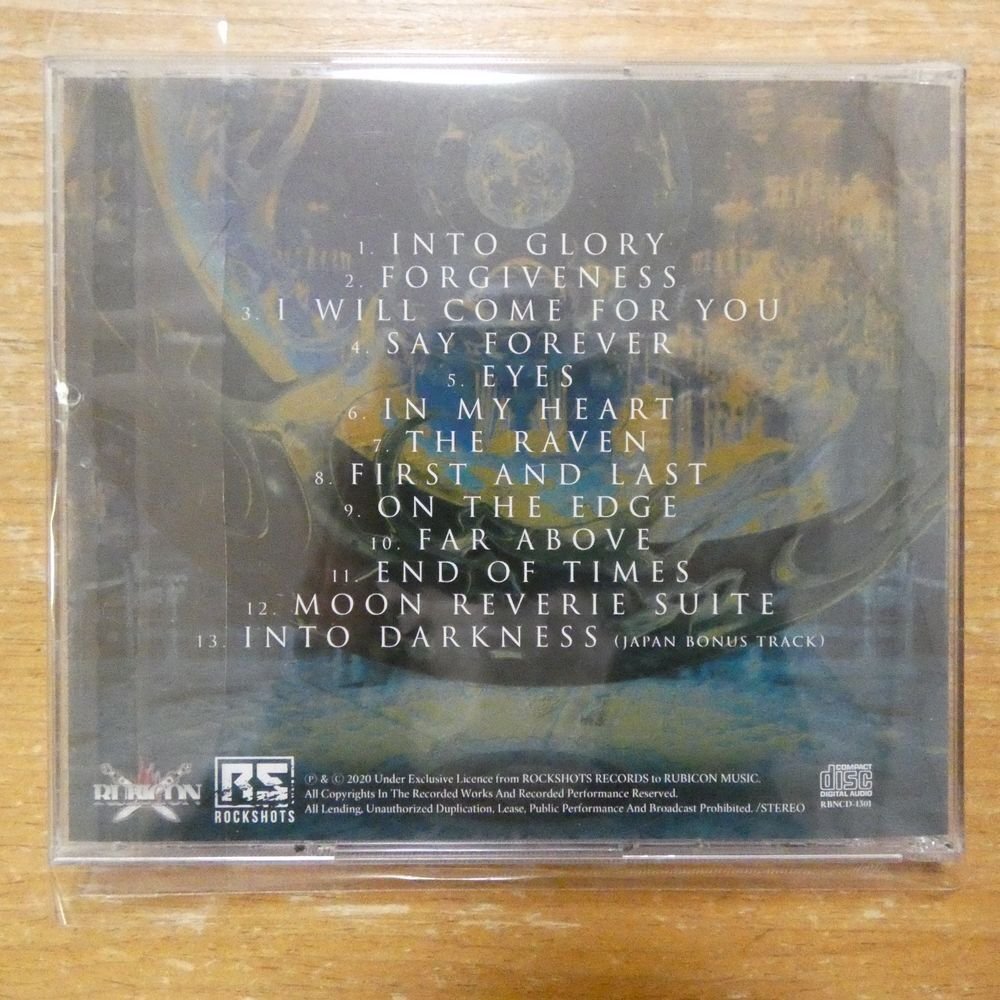 1. INTO GLORY
2. FORGIVENESS
3. I WILL COME FOR YOU
4. SAY FOREVER
5. EYES
6. IN MY HEART
7. THE RAVEN
8. FIRST AND LAST
9. ON THE EDGE
10. FAR ABOVE
11. END OF TIMES
12. MOON REVERIE SUITE
13. INTO DARKNESS (JAPAN BONUS TRACK)
RUBICON
RS
ROCKSHOTS
℗ & © 2020 Under Exclusive Licence from ROCKSHOTS RECORDS to RUBICON MUSIC.
All Copyrights In The Recorded Works And Recorded Performance Reserved.
All Lending, Unauthorized Duplication, Lease, Public Performance And Broadcast Prohibited. /STEREO
COMPACT
disc
DIGITAL AUDIO
RBNCD-1301